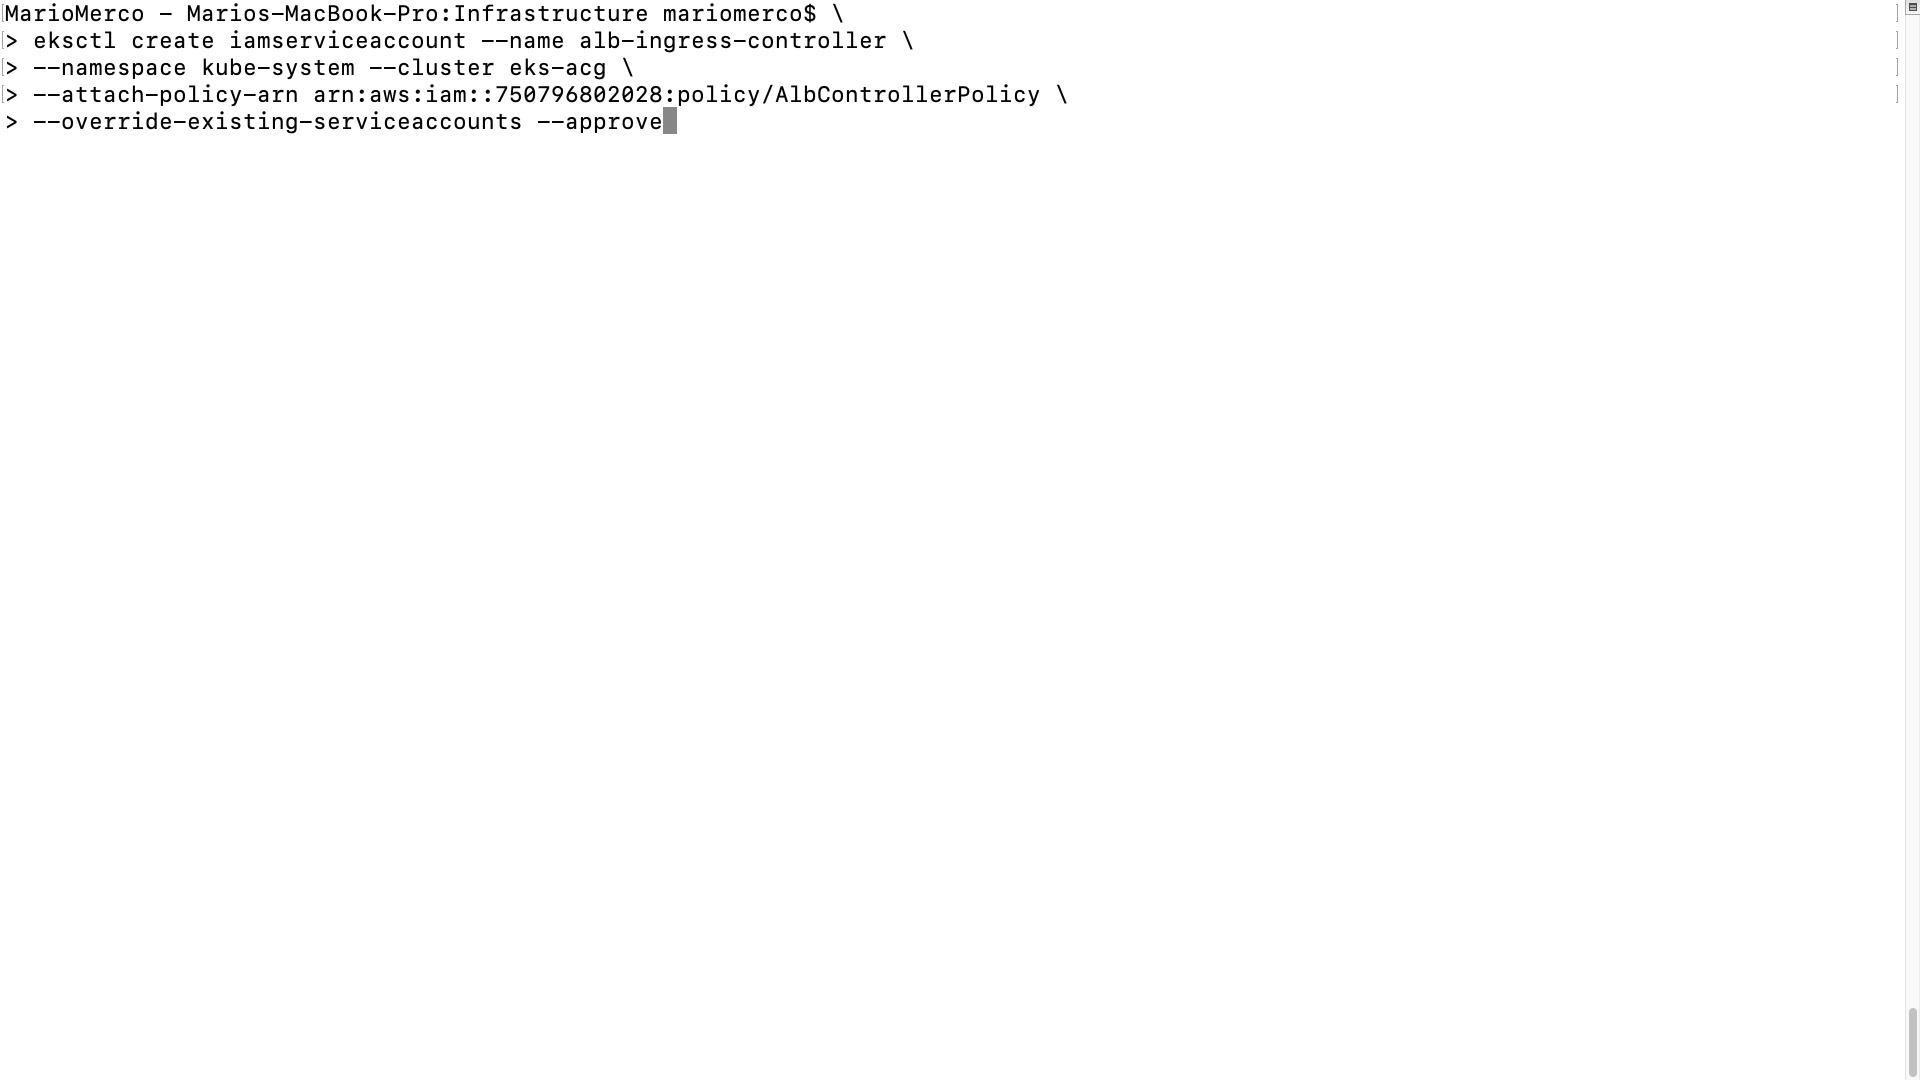 [MarioMerco - Marios-MacBook-Pro:Infrastructure mariomerco$ \ ]
[> eksctl create iamserviceaccount --name alb-ingress-controller \ ]
[> --namespace kube-system --cluster eks-acg \ ]
[> --attach-policy-arn arn:aws:iam::750796802028:policy/AlbControllerPolicy \ ]
> --override-existing-serviceaccounts --approve